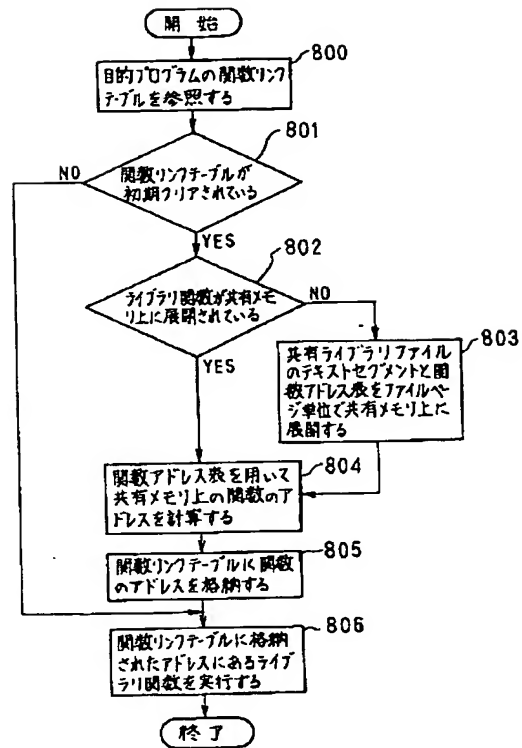 開始
800
目的プログラムの関数リンク
テーブルを参照する
801
関数リンクテーブルが
初期クリアされている
NO
YES
802
ライブラリ関数が共有メモ
リ上に展開されている
NO
YES
803
共有ライブラリファイル
のテキストセグメントと関
数アドレス表をファイルペー
ジ単位で共有メモリ上に
展開する
804
関数アドレス表を用いて
共有メモリ上の関数のア
ドレスを計算する
805
関数リンクテーブルに関数
のアドレスを格納する
806
関数リンクテーブルに格納
されたアドレスにあるライブ
ラリ関数を実行する
終了